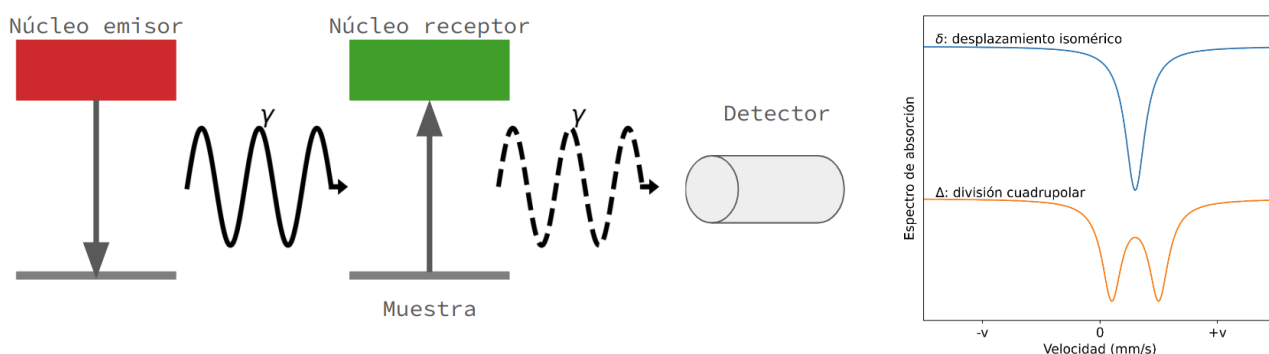 Núcleo emisor
Núcleo receptor
γ
γ
Detector
Muestra
δ: desplazamiento isomérico
Δ: división cuadrupolar
Espectro de absorción
-v
0
+v
Velocidad (mm/s)